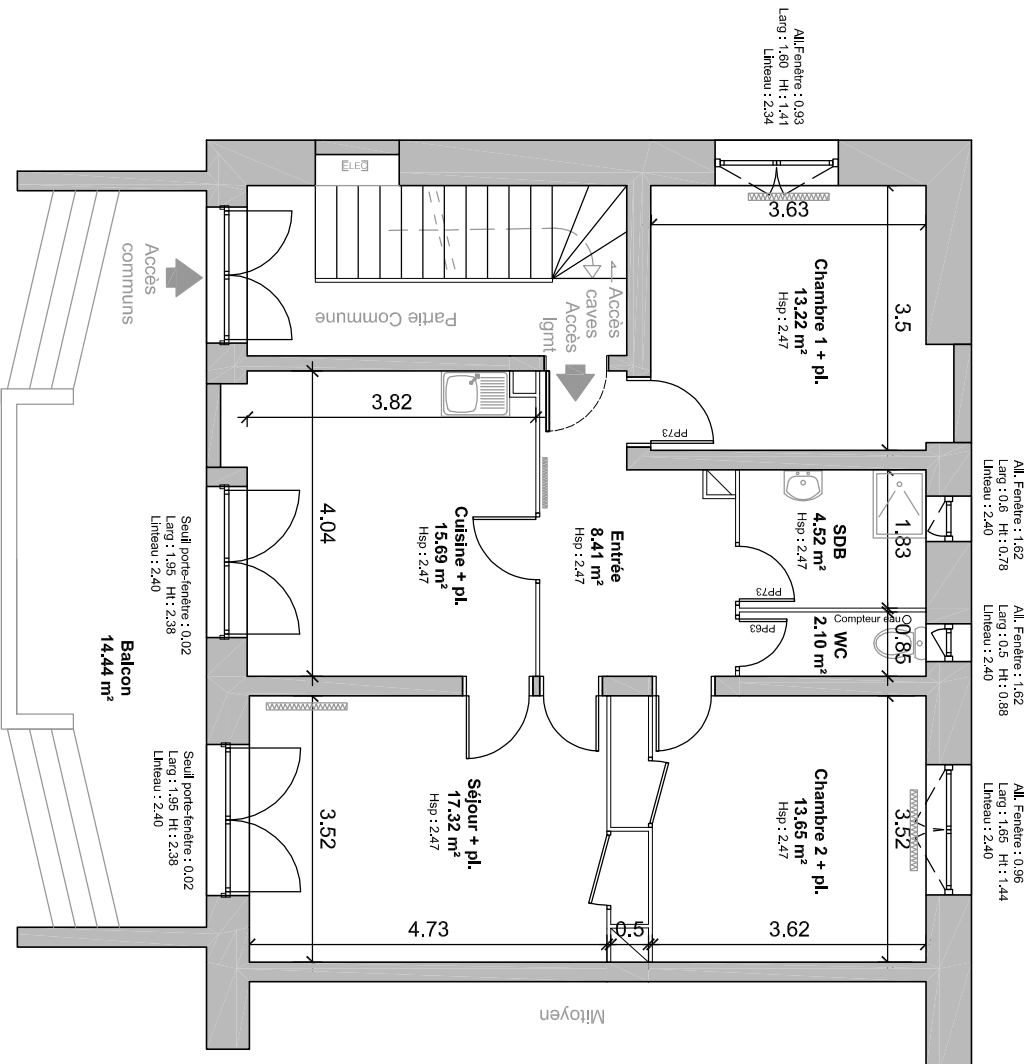 All.Fenêtre : 0.93
Larg : 1.60 Ht : 1.41
Linteau : 2.34
ELEC
Accès
communs
Partie Commune
Accès
caves
Accès
lgmt
3.63
Chambre 1 + pl.
13.22 m²
Hsp : 2.47
3.5
PP73
All. Fenêtre : 1.62
Larg : 0.6 Ht : 0.78
Linteau : 2.40
3.82
4.04
Cuisine + pl.
15.69 m²
Hsp : 2.47
Entrée
8.41 m²
Hsp : 2.47
SDB
4.52 m²
Hsp : 2.47
1.83
PP73
Compteur eau
WC
2.10 m²
0.85
PP63
All. Fenêtre : 1.62
Larg : 0.5 Ht : 0.88
Linteau : 2.40
Seuil porte-fenêtre : 0.02
Larg : 1.95 Ht : 2.38
Linteau : 2.40
Balcon
14.44 m²
Seuil porte-fenêtre : 0.02
Larg : 1.95 Ht : 2.38
Linteau : 2.40
3.52
Séjour + pl.
17.32 m²
Hsp : 2.47
Chambre 2 + pl.
13.65 m²
Hsp : 2.47
3.52
All. Fenêtre : 0.96
Larg : 1.65 Ht : 1.44
Linteau : 2.40
4.73
0.5
3.62
Mitoyen